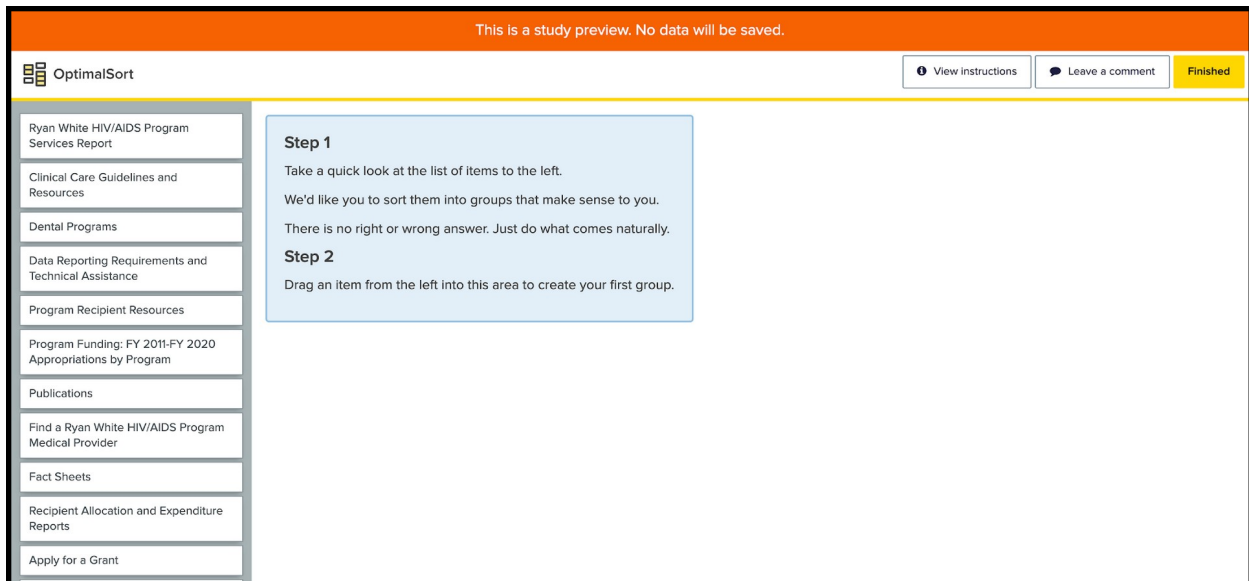 This is a study preview. No data will be saved.
OptimalSort
View instructions
Leave a comment
Finished
Ryan White HIV/AIDS Program
Services Report
Clinical Care Guidelines and
Resources
Dental Programs
Data Reporting Requirements and
Technical Assistance
Program Recipient Resources
Program Funding: FY 2011-FY 2020
Appropriations by Program
Publications
Find a Ryan White HIV/AIDS Program
Medical Provider
Fact Sheets
Recipient Allocation and Expenditure
Reports
Apply for a Grant
Step 1
Take a quick look at the list of items to the left.
We'd like you to sort them into groups that make sense to you.
There is no right or wrong answer. Just do what comes naturally.
Step 2
Drag an item from the left into this area to create your first group.